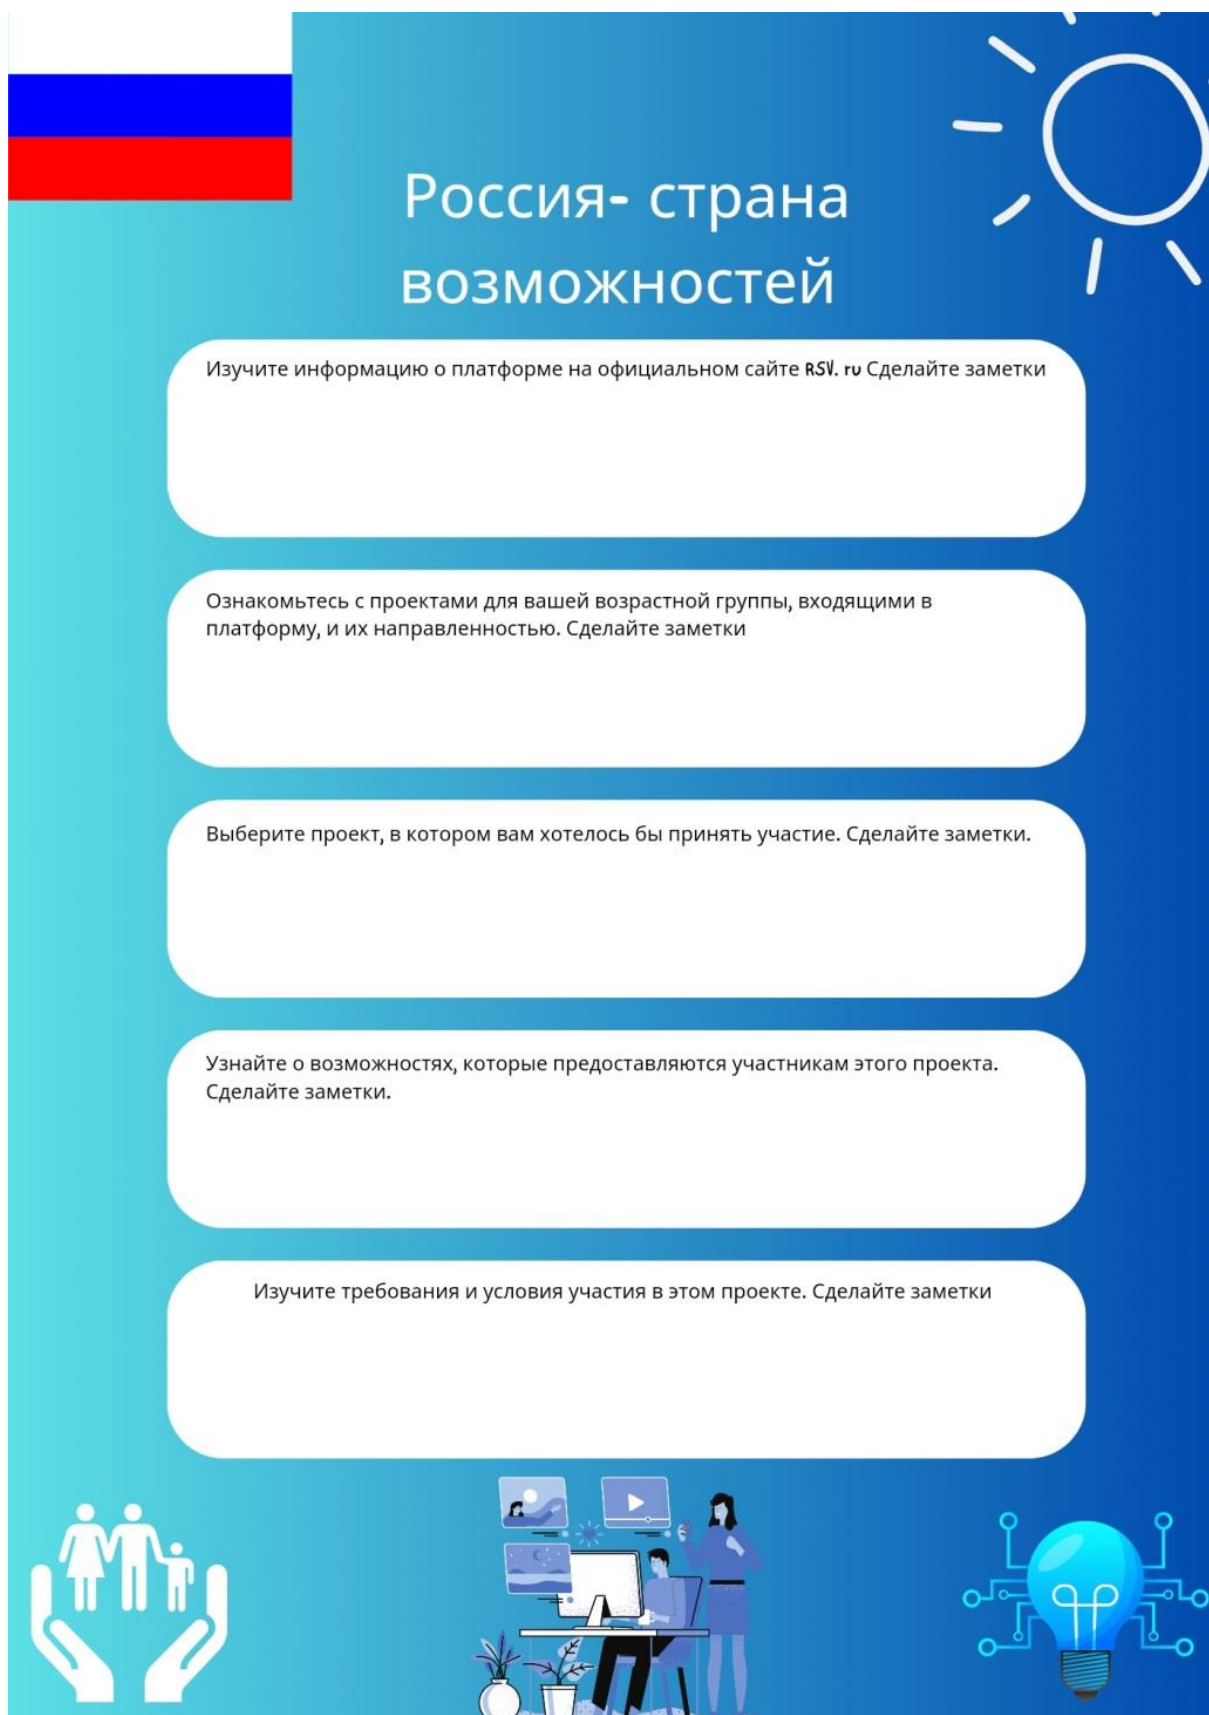 Россия- страна
возможностей
Изучите информацию о платформе на официальном сайте RSV. ru Сделайте заметки
Ознакомьтесь с проектами для вашей возрастной группы, входящими в
платформу, и их направленностью. Сделайте заметки
Выберите проект, в котором вам хотелось бы принять участие. Сделайте заметки.
Узнайте о возможностях, которые предоставляются участникам этого проекта.
Сделайте заметки.
Изучите требования и условия участия в этом проекте. Сделайте заметки